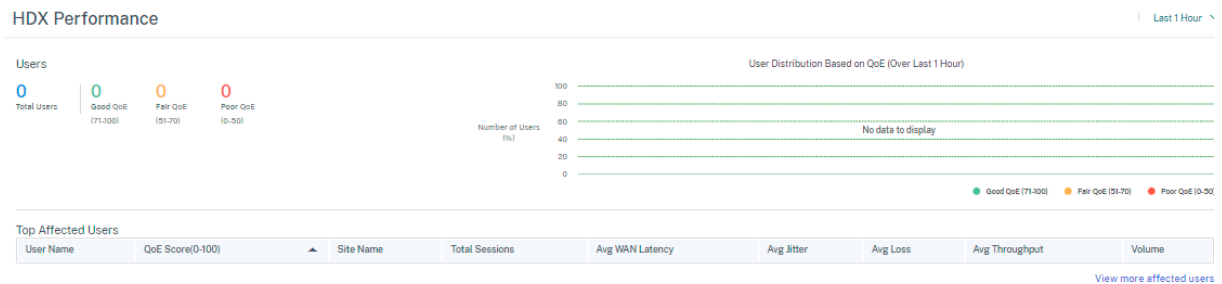 HDX Performance
Last 1 Hour
Users
User Distribution Based on QoE (Over Last 1 Hour)
0 0 0 0
Total Users Good QoE Fair QoE Poor QoE
(71-100) (51-70) (0-50)
100
80
60
40
20
0
Number of Users
(%)
No data to display
Good QoE (71-100) Fair QoE (51-70) Poor QoE (0-50)
Top Affected Users
User Name QoE Score(0-100) Site Name Total Sessions Avg WAN Latency Avg Jitter Avg Loss Avg Throughput Volume
View more affected users